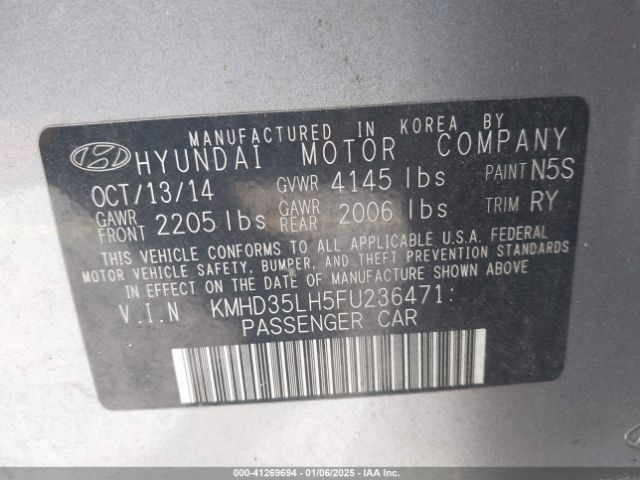 MANUFACTURED IN KOREA BY
HYUNDAI MOTOR COMPANY
OCT/13/14 GVWR 4145 lbs PAINT N5S
GAWR FRONT 2205 lbs GAWR REAR 2006 lbs TRIM RY
THIS VEHICLE CONFORMS TO ALL APPLICABLE U.S.A. FEDERAL
MOTOR VEHICLE SAFETY, BUMPER, AND THEFT PREVENTION STANDARDS
IN EFFECT ON THE DATE OF MANUFACTURE SHOWN ABOVE
V.I.N KMHD35LH5FU236471:
PASSENGER CAR
000-41269694 - 01/06/2025 - IAA Inc.